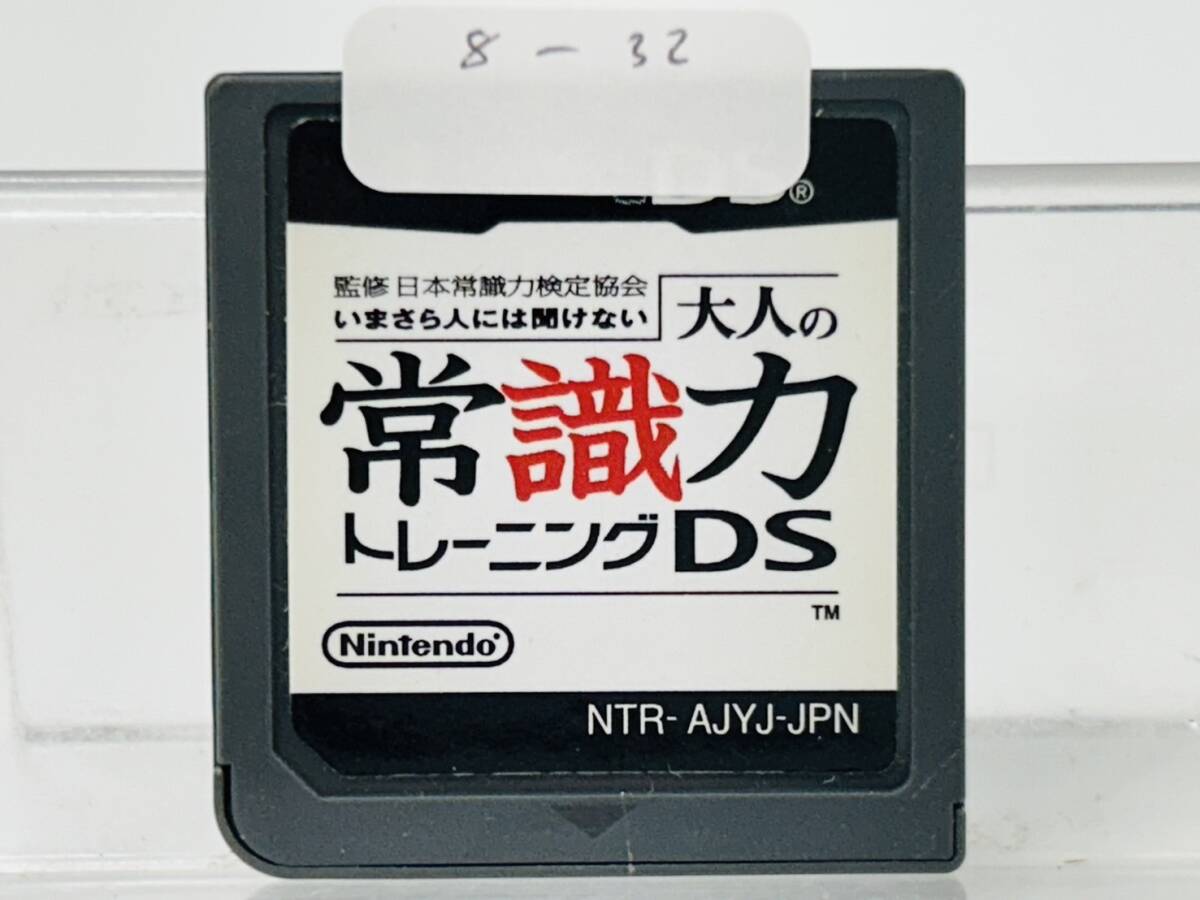 8 - 32
DS®
監修 日本常識力検定協会
いまさら人には聞けない
大人の
常識力
トレーニングDS
TM
Nintendo®
NTR- AJYJ-JPN